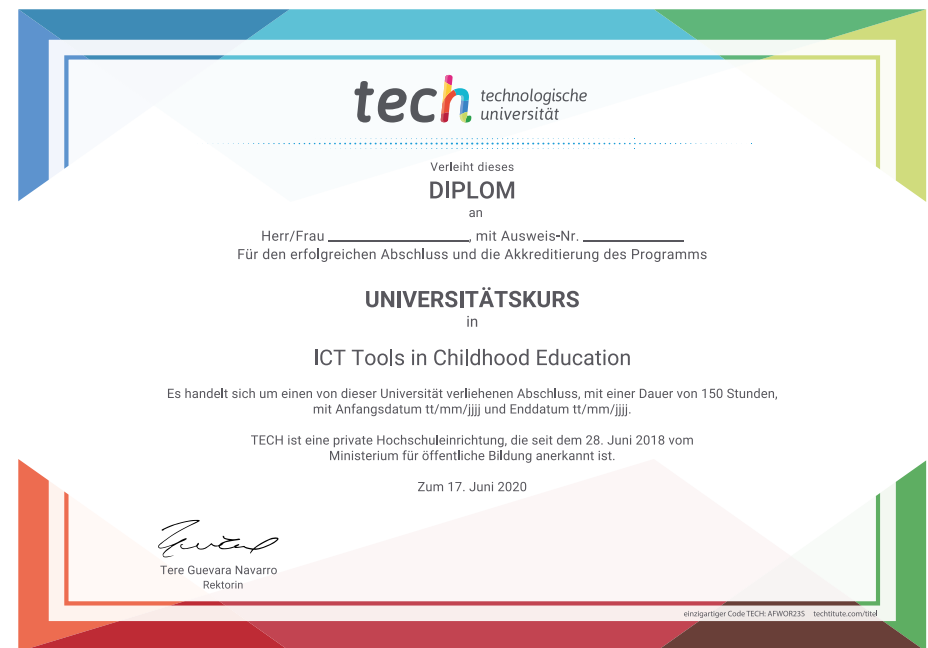 tech technologische
universität
Verleiht dieses
DIPLOM
an
Herr/Frau ____________________, mit Ausweis-Nr. ______________
Für den erfolgreichen Abschluss und die Akkreditierung des Programms
UNIVERSITÄTSKURS
in
ICT Tools in Childhood Education
Es handelt sich um einen von dieser Universität verliehenen Abschluss, mit einer Dauer von 150 Stunden,
mit Anfangsdatum tt/mm/jjjj und Enddatum tt/mm/jjjj.
TECH ist eine private Hochschuleinrichtung, die seit dem 28. Juni 2018 vom
Ministerium für öffentliche Bildung anerkannt ist.
Zum 17. Juni 2020
Tere Guevara Navarro
Rektorin
einzigartiger Code TECH: AFWOR23S techtitute.com/titel